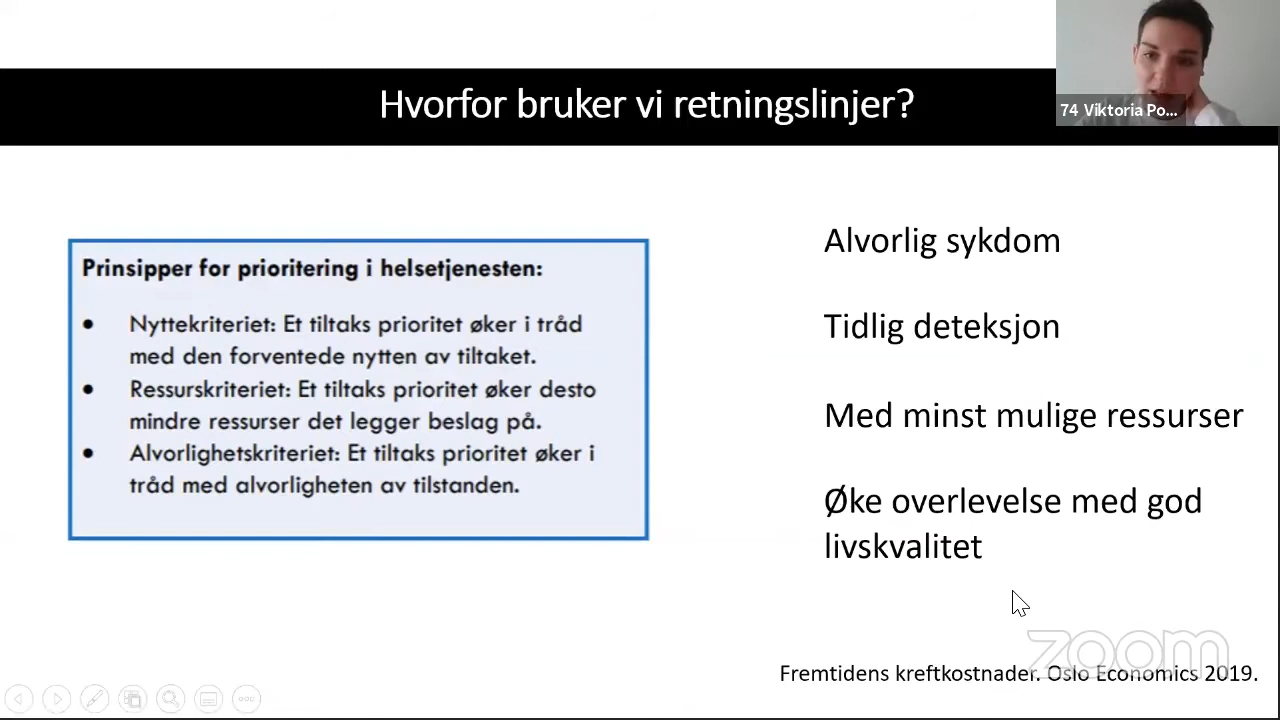 Hvorfor bruker vi retningslinjer?
74 Viktoria Po...
Prinsipper for prioritering i helsetjenesten:
• Nyttekriteriet: Et tiltaks prioritet øker i tråd
med den forventede nytten av tiltaket.
• Ressurskriteriet: Et tiltaks prioritet øker desto
mindre ressurser det legger beslag på.
• Alvorlighetskriteriet: Et tiltaks prioritet øker i
tråd med alvorligheten av tilstanden.
Alvorlig sykdom
Tidlig deteksjon
Med minst mulige ressurser
Øke overlevelse med god
livskvalitet
zoom
Fremtidens kreftkostnader. Oslo Economics 2019.